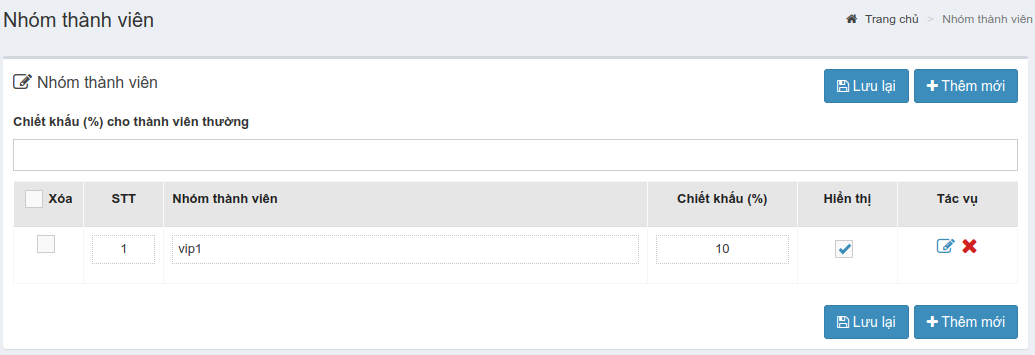 Nhóm thành viên
Trang chủ > Nhóm thành viên
Nhóm thành viên
Lưu lại Thêm mới
Chiết khấu (%) cho thành viên thường
Xóa STT Nhóm thành viên Chiết khấu (%) Hiển thị Tác vụ
1 vip1 10
Lưu lại Thêm mới